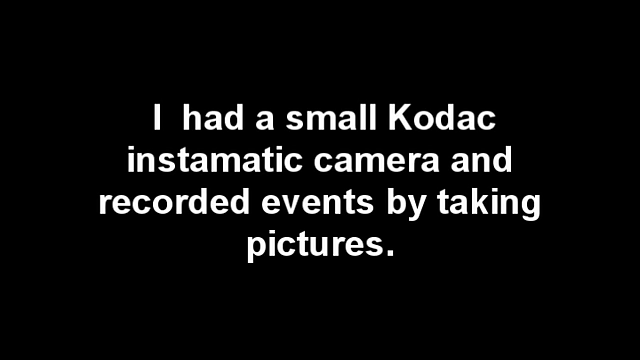 I  had a small Kodac
instamatic camera and
recorded events by taking
pictures.